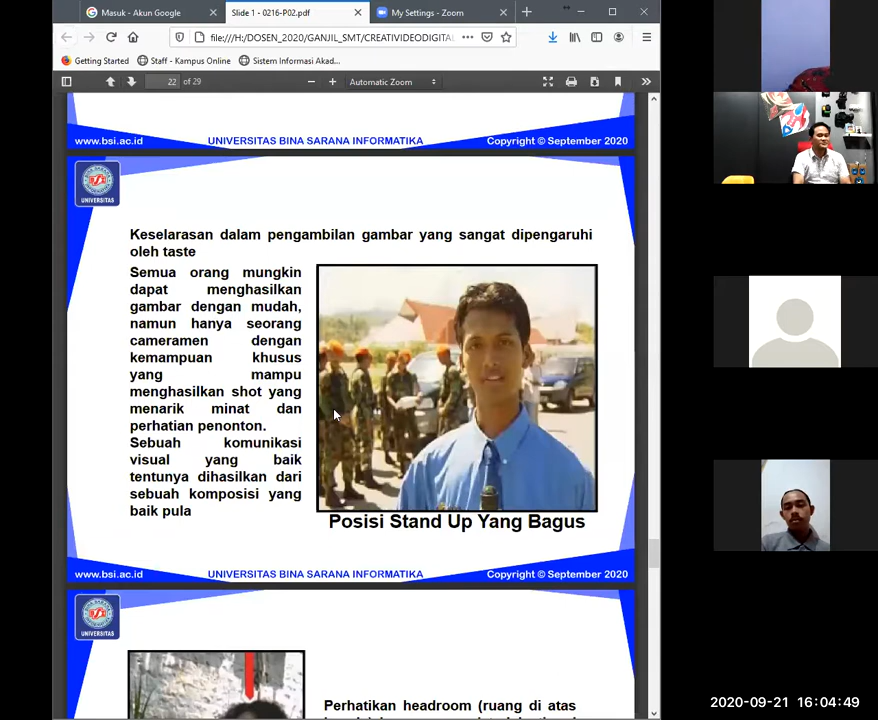 Masuk - Akun Google
Slide 1 - 0216-P02.pdf
My Settings - Zoom
file:///H:/DOSEN_2020/GANJIL_SMT/CREATIVIDEODIGITAL
Getting Started
Staff - Kampus Online
Sistem Informasi Akad...
22 of 29
Automatic Zoom
www.bsi.ac.id UNIVERSITAS BINA SARANA INFORMATIKA Copyright © September 2020
UNIVERSITAS
Keselarasan dalam pengambilan gambar yang sangat dipengaruhi
oleh taste
Semua orang mungkin
dapat menghasilkan
gambar dengan mudah,
namun hanya seorang
cameramen dengan
kemampuan khusus
yang mampu
menghasilkan shot yang
menarik minat dan
perhatian penonton.
Sebuah komunikasi
visual yang baik
tentunya dihasilkan dari
sebuah komposisi yang
baik pula
Posisi Stand Up Yang Bagus
www.bsi.ac.id UNIVERSITAS BINA SARANA INFORMATIKA Copyright © September 2020
UNIVERSITAS
Perhatikan headroom (ruang di atas
2020-09-21 16:04:49